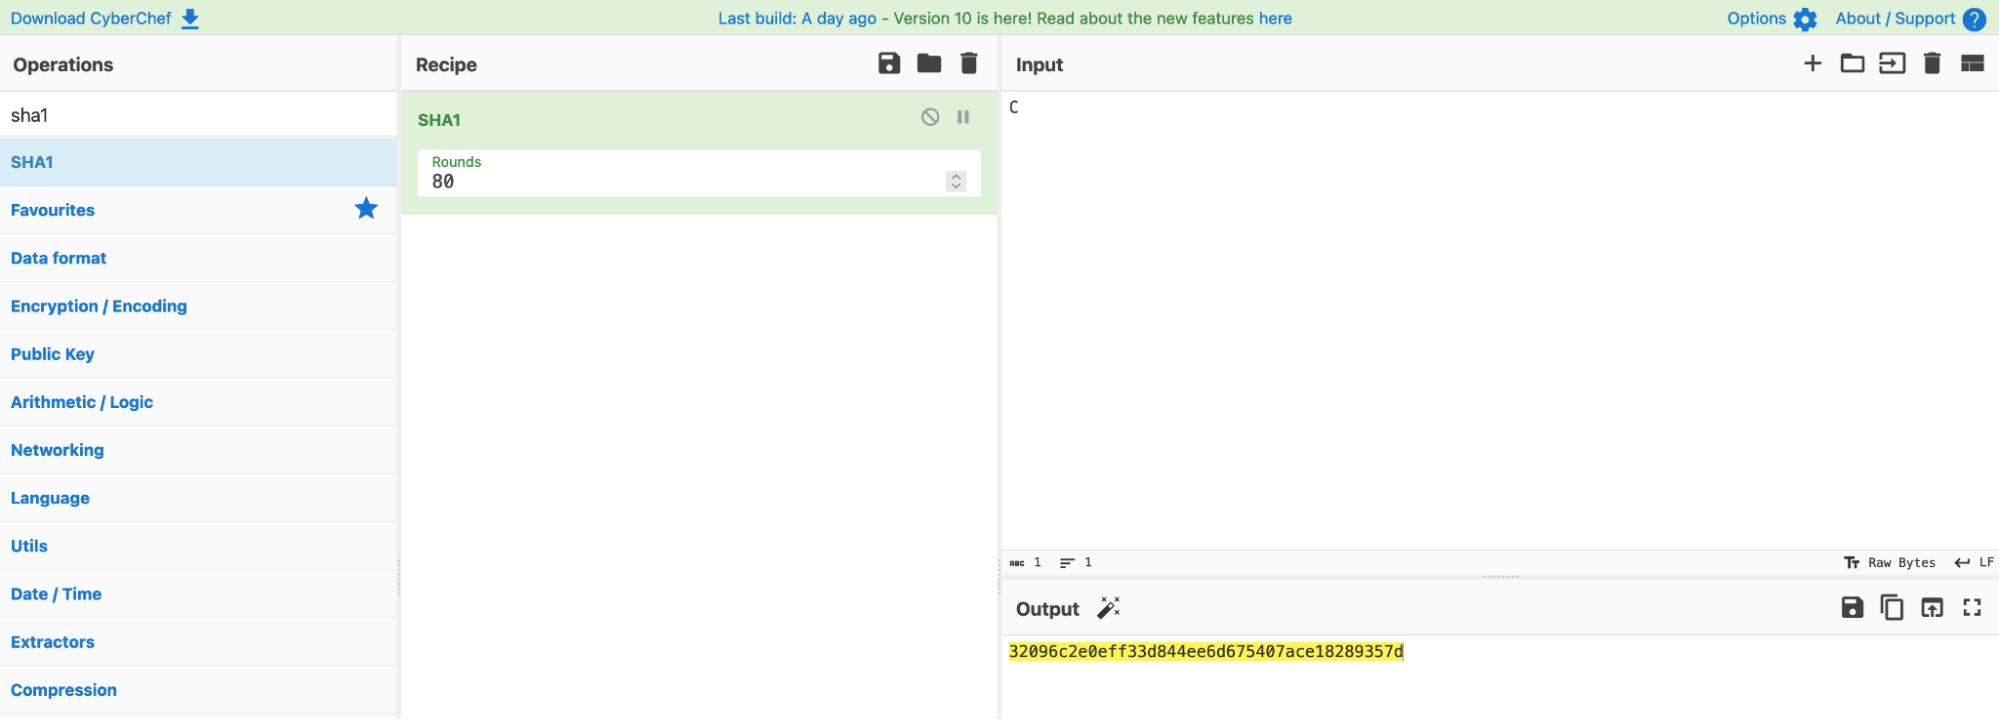 Download CyberChef
Last build: A day ago - Version 10 is here! Read about the new features here
Options
About / Support
Operations
sha1
SHA1
Favourites
Data format
Encryption / Encoding
Public Key
Arithmetic / Logic
Networking
Language
Utils
Date / Time
Extractors
Compression
Recipe
SHA1
Rounds
80
Input
C
ABC 1
1
Tт Raw Bytes
LF
Output
32096c2e0eff33d844ee6d675407ace18289357d